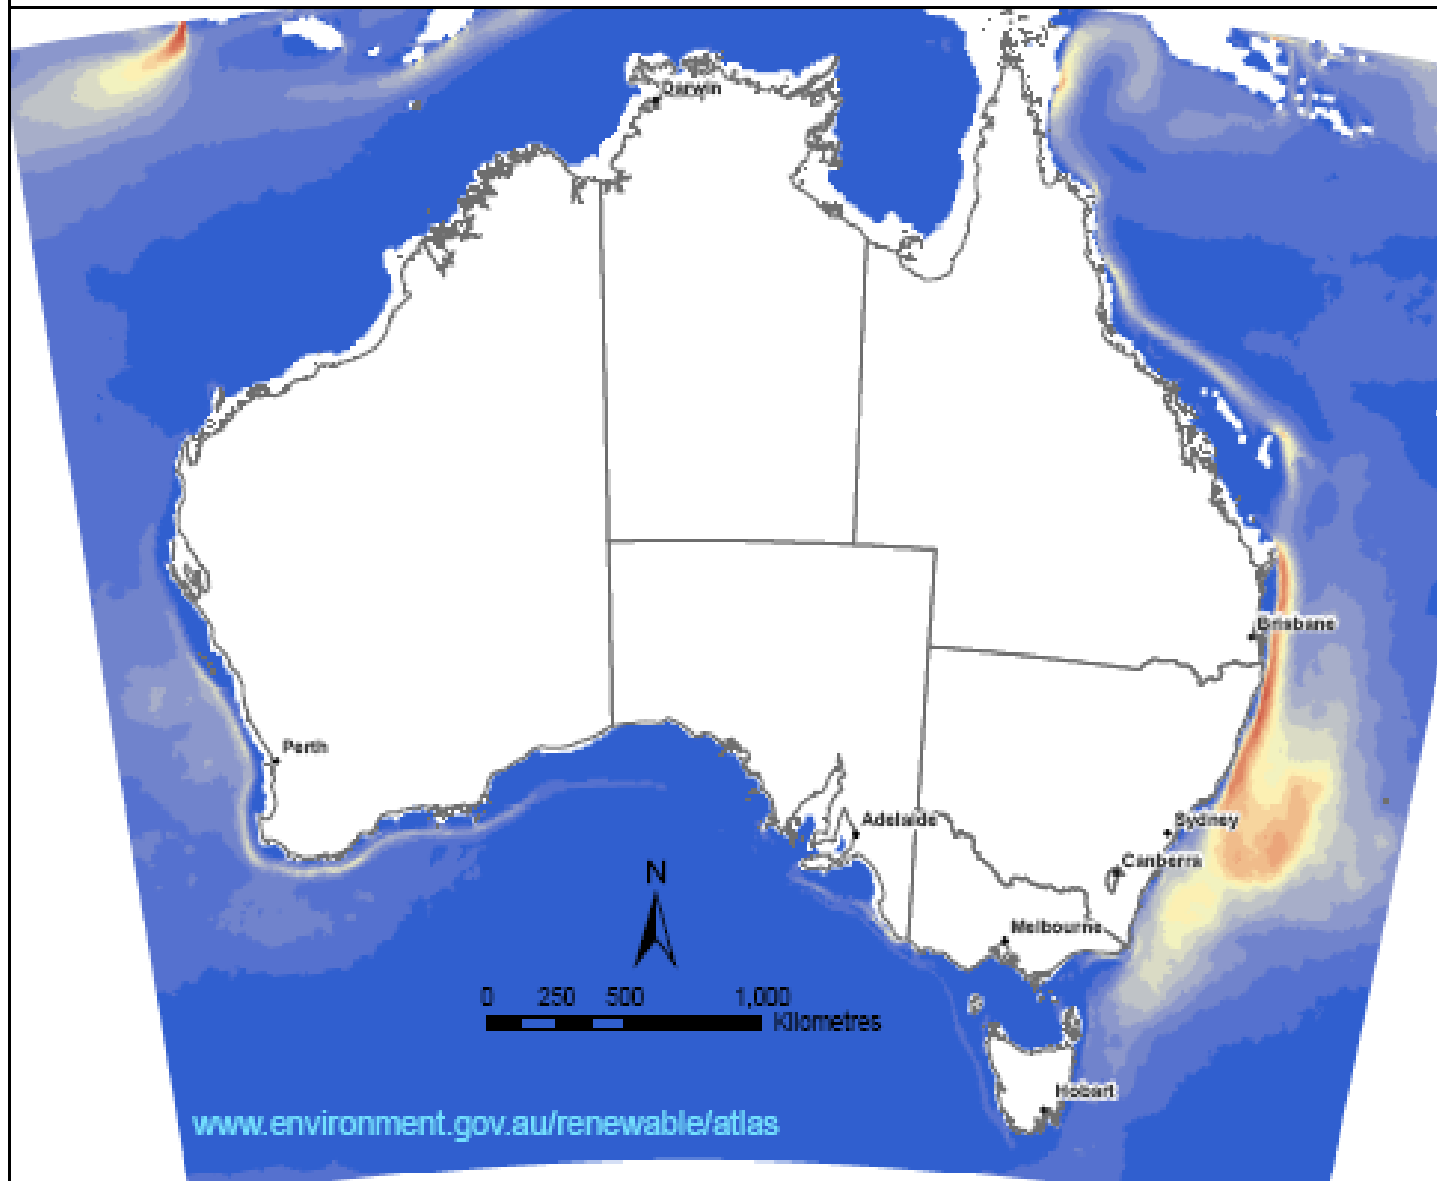 Darwin
Brisbane
Perth
Adelaide
Sydney
Canberra
N
Melbourne
0 250 500 1,000
Kilometres
Hobart
www.environment.gov.au/renewable/atlas